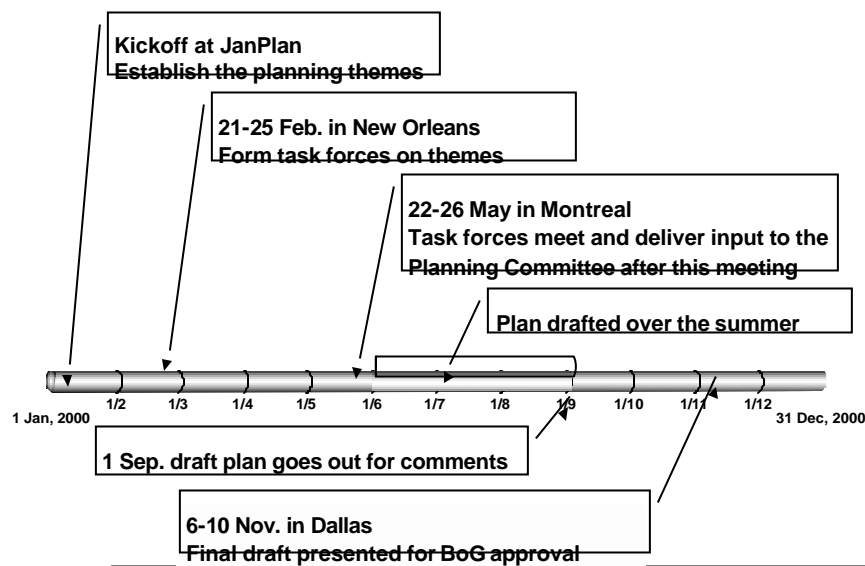 Kickoff at JanPlan
Establish the planning themes
21-25 Feb. in New Orleans
Form task forces on themes
22-26 May in Montreal
Task forces meet and deliver input to the
Planning Committee after this meeting
Plan drafted over the summer
1 Jan, 2000
1/2
1/3
1/4
1/5
1/6
1/7
1/8
1/9
1/10
1/11
1/12
31 Dec, 2000
1 Sep. draft plan goes out for comments
6-10 Nov. in Dallas
Final draft presented for BoG approval